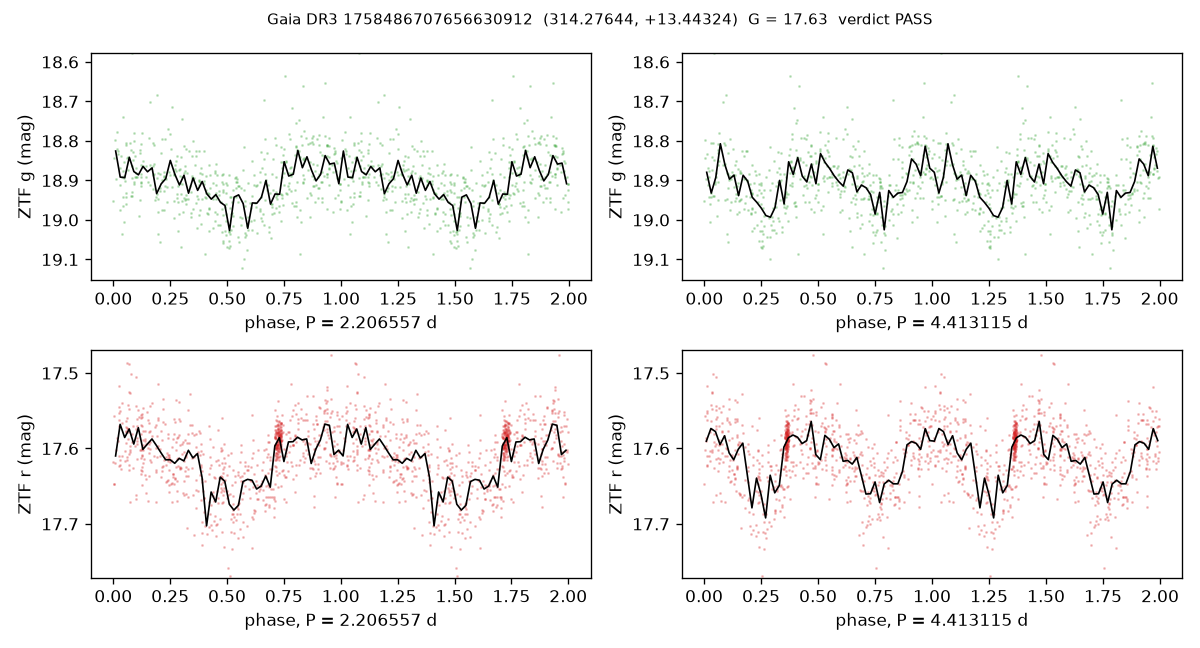 Gaia DR3 1758486707656630912  (314.27644, +13.44324)  G = 17.63  verdict PASS
ZTF g (mag)
18.6
18.7
18.8
18.9
19.0
19.1
0.00 0.25 0.50 0.75 1.00 1.25 1.50 1.75 2.00
phase, P = 2.206557 d
ZTF g (mag)
18.6
18.7
18.8
18.9
19.0
19.1
0.00 0.25 0.50 0.75 1.00 1.25 1.50 1.75 2.00
phase, P = 4.413115 d
ZTF r (mag)
17.5
17.6
17.7
0.00 0.25 0.50 0.75 1.00 1.25 1.50 1.75 2.00
phase, P = 2.206557 d
ZTF r (mag)
17.5
17.6
17.7
0.00 0.25 0.50 0.75 1.00 1.25 1.50 1.75 2.00
phase, P = 4.413115 d